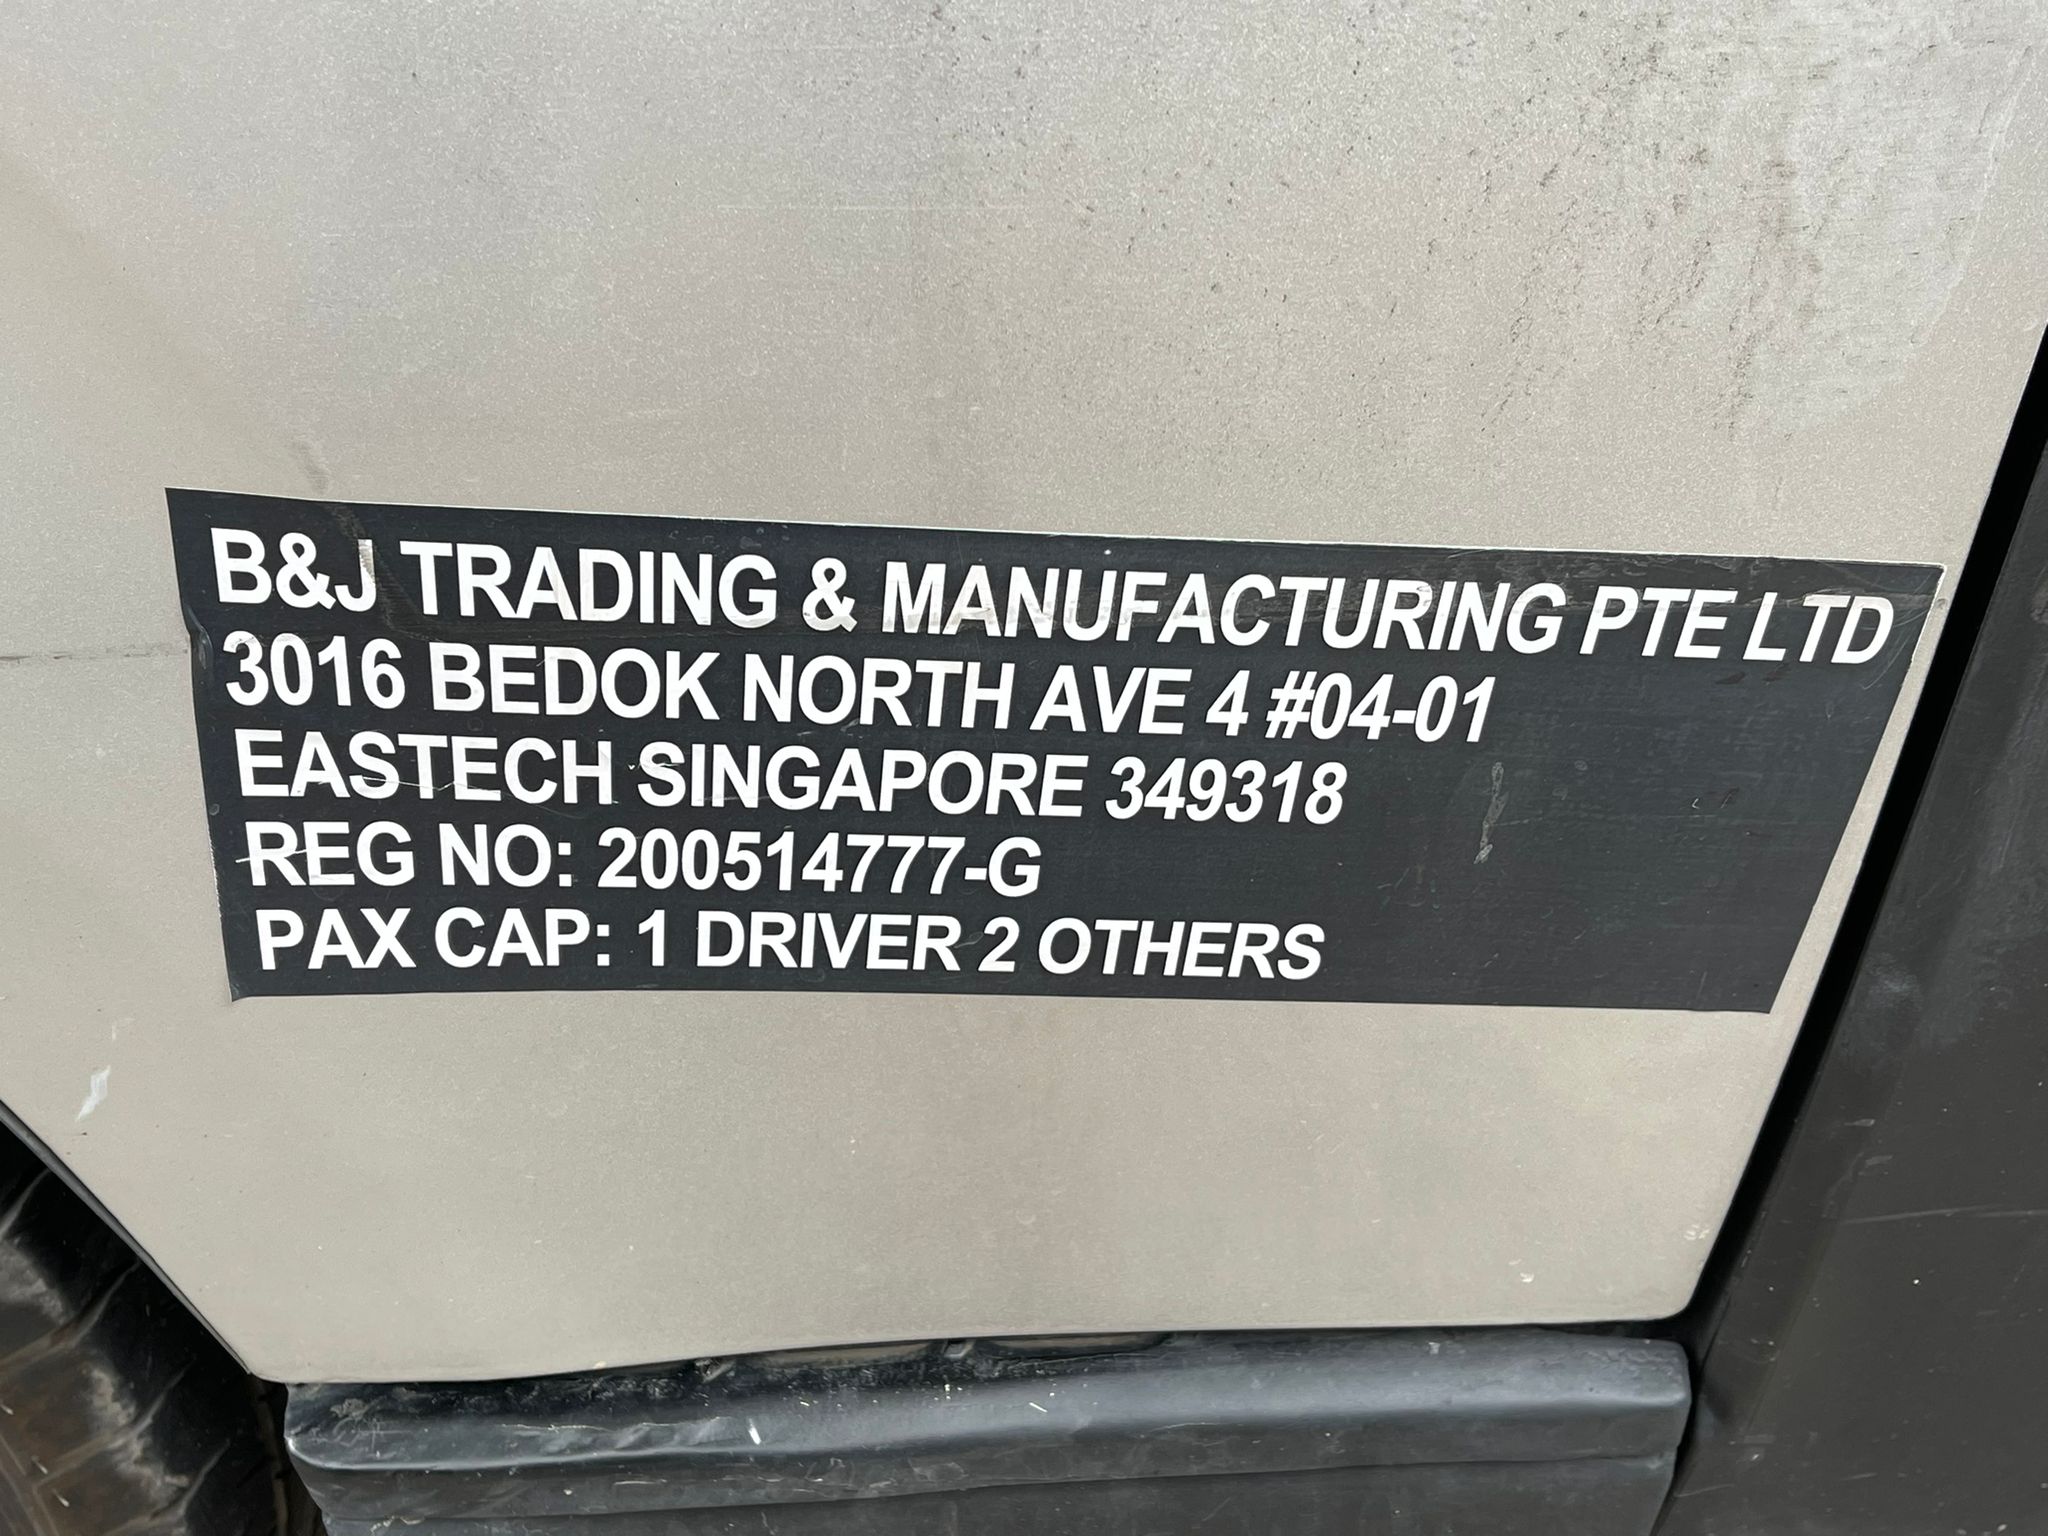 B&J TRADING & MANUFACTURING PTE LTD
3016 BEDOK NORTH AVE 4 #04-01
EASTECH SINGAPORE 349318
REG NO: 200514777-G
PAX CAP: 1 DRIVER 2 OTHERS